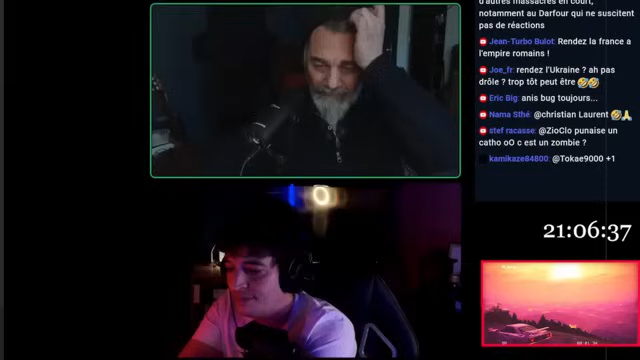 d'autres massacres en court,
notamment au Darfour qui ne suscitent
pas de réactions
Jean-Turbo Bulot: Rendez la france a
l'empire romains !
Joe_fr: rendez l'Ukraine ? ah pas
drôle ? trop tôt peut être 🤣🤣
Eric Big: anis bug toujours...
Nama Sthé: @christian Laurent 🤣🙏
stef racasse: @ZioClo punaise un
catho oO c est un zombie ?
kamikaze84800: @Tokae9000 +1
21:06:37